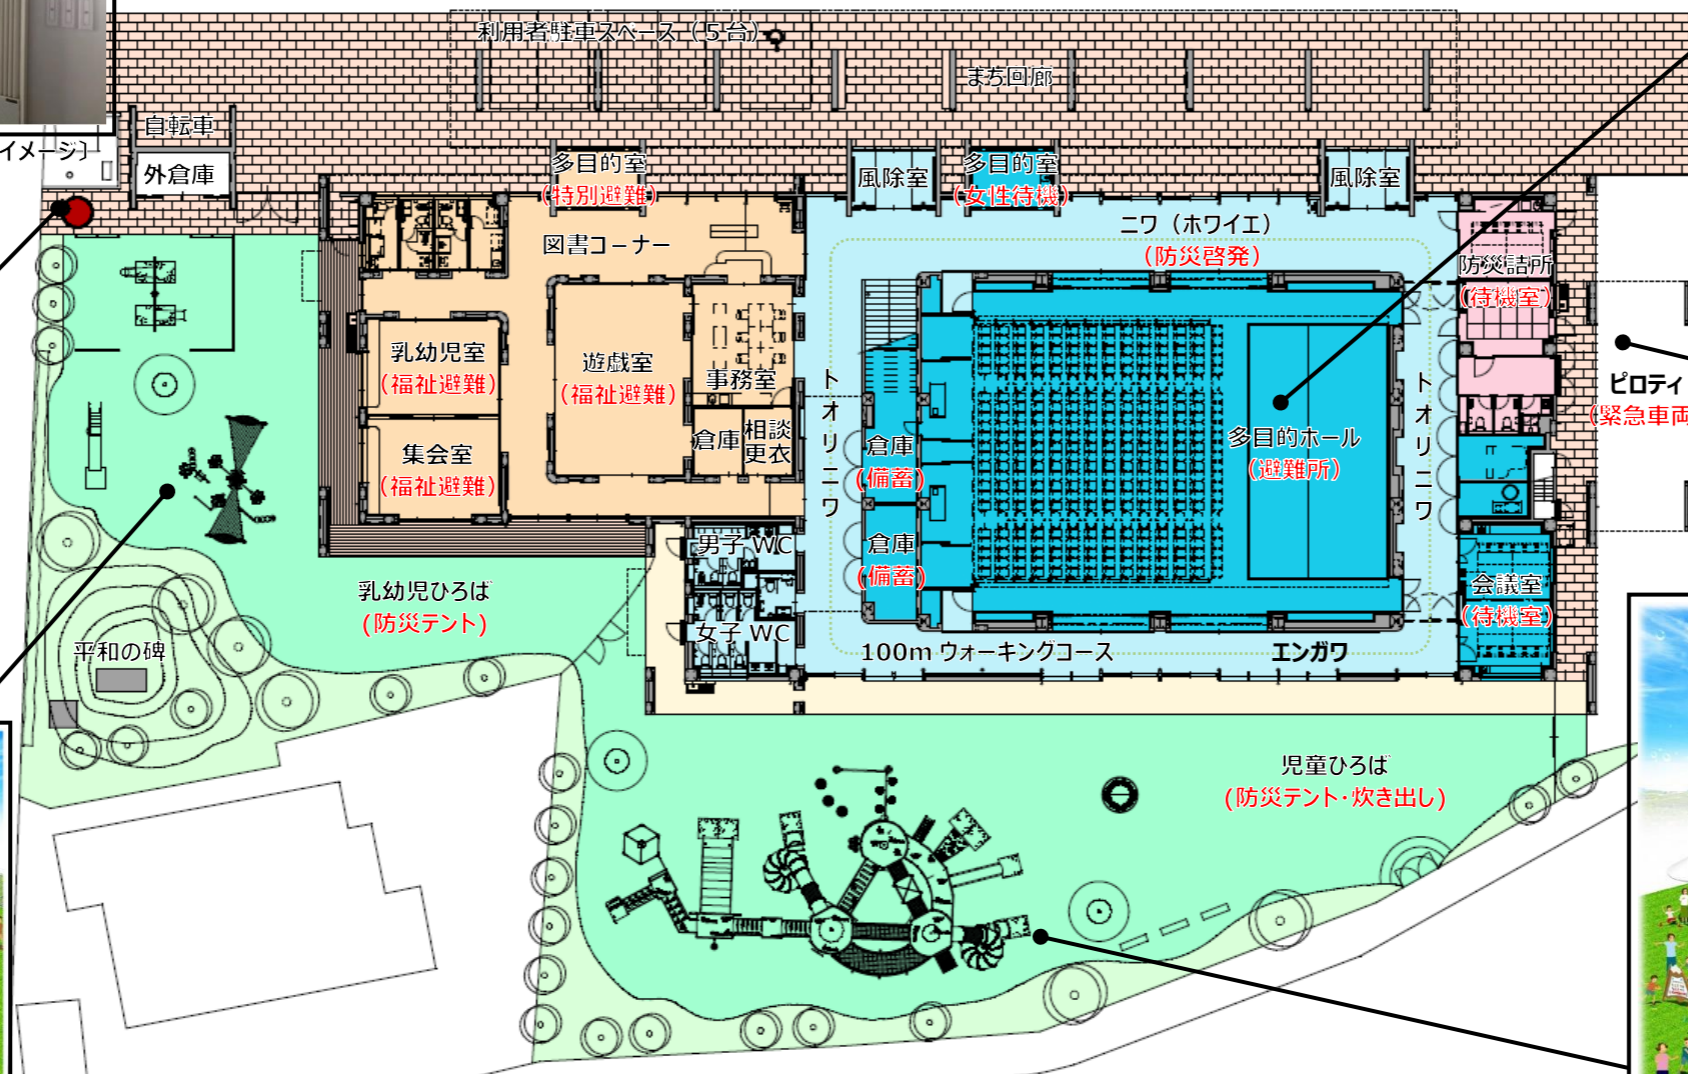 利用者駐車スペース（５台）
まち回廊
自転車
イメージ〕
外倉庫
多目的室
(特別避難)
風除室
多目的室
(女性待機)
風除室
図書コーナー
ニワ（ホワイエ）
(防災啓発)
防災詰所
(待機室)
乳幼児室
(福祉避難)
遊戯室
(福祉避難)
事務室
トオリニワ
トオリニワ
ピロティ
(緊急車両
集会室
(福祉避難)
倉庫
相談
更衣
倉庫
(備蓄)
多目的ホール
(避難所)
男子 WC
倉庫
(備蓄)
会議室
(待機室)
乳幼児ひろば
(防災テント)
女子 WC
平和の碑
100m ウォーキングコース
エンガワ
児童ひろば
(防災テント・炊き出し)